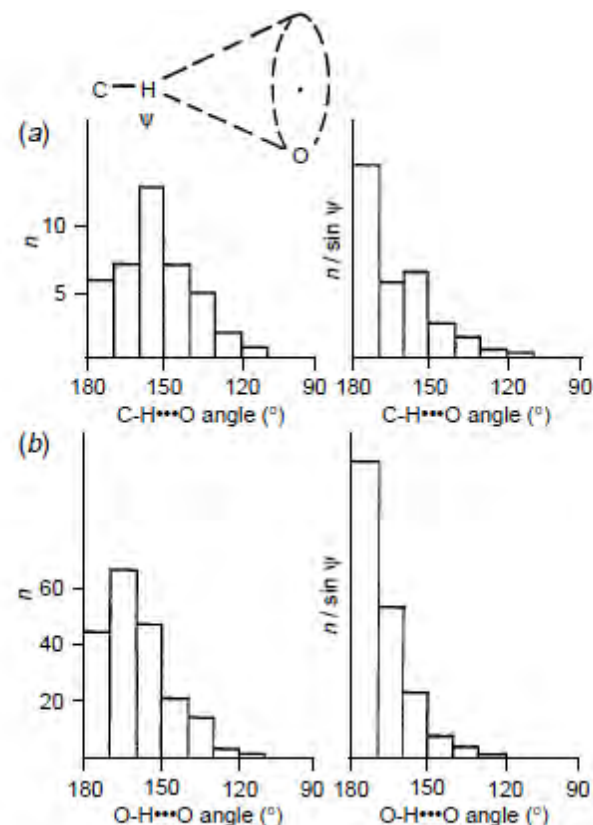 C H
ψ
O
(a)
n
10
5
180 150 120 90
C-H•••O angle (°)
n / sin ψ
180 150 120 90
C-H•••O angle (°)
(b)
n
60
40
20
180 150 120 90
O-H•••O angle (°)
n / sin ψ
180 150 120 90
O-H•••O angle (°)